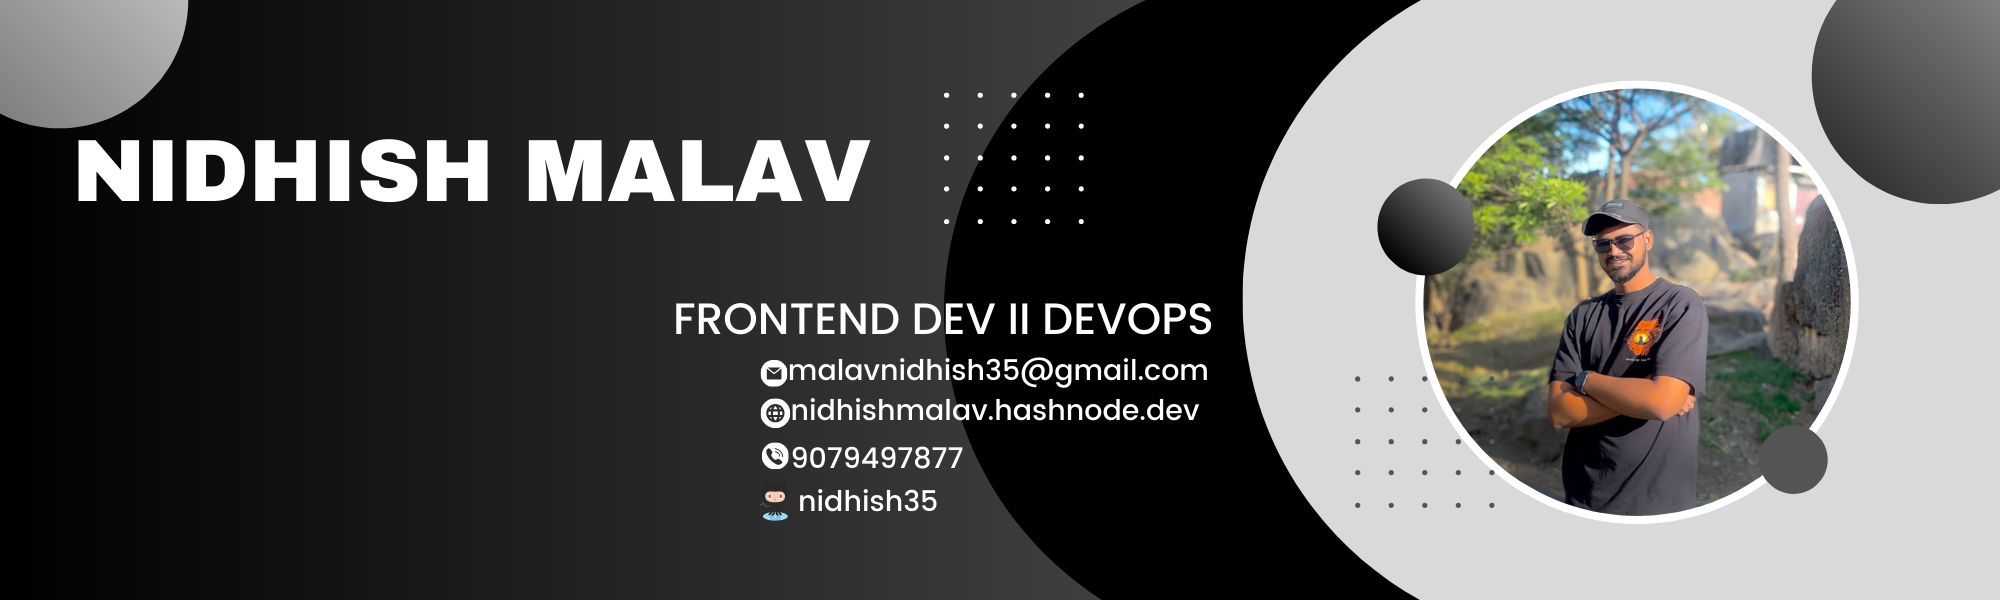 NIDHISH MALAV
FRONTEND DEV II DEVOPS
malavnidhish35@gmail.com
nidhishmalav.hashnode.dev
9079497877
nidhish35